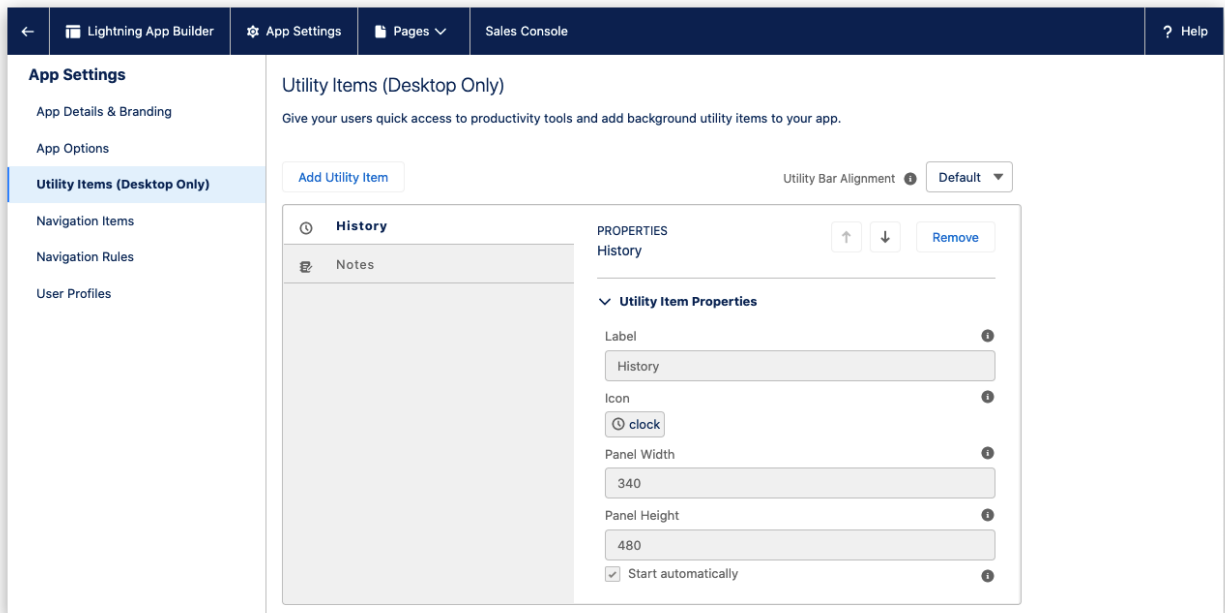 Lightning App Builder
App Settings
Pages
Sales Console
? Help
App Settings
App Details & Branding
App Options
Utility Items (Desktop Only)
Navigation Items
Navigation Rules
User Profiles
Utility Items (Desktop Only)
Give your users quick access to productivity tools and add background utility items to your app.
Add Utility Item
Utility Bar Alignment
Default
History
Notes
PROPERTIES
History
Remove
Utility Item Properties
Label
History
Icon
clock
Panel Width
340
Panel Height
480
Start automatically